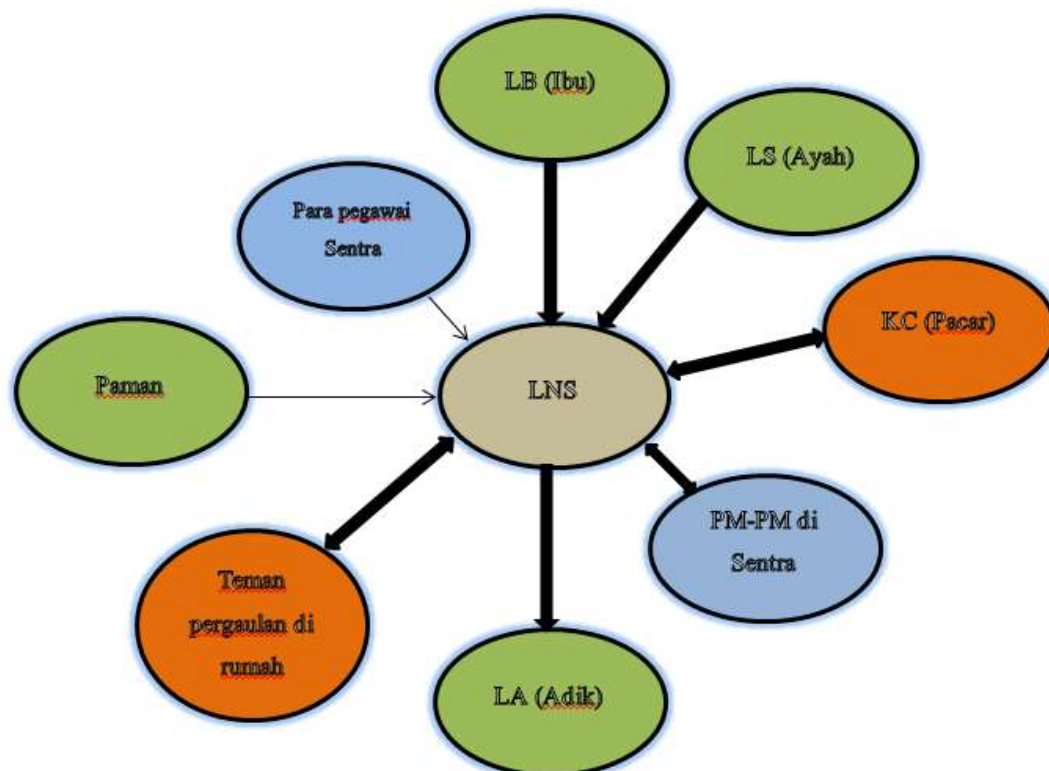 LB (Ibu)
LS (Ayah)
Para pegawai
Sentra
KC (Pacar)
Paman
LNS
PM-PM di
Sentra
Teman
pergaulan di
rumah
LA (Adik)